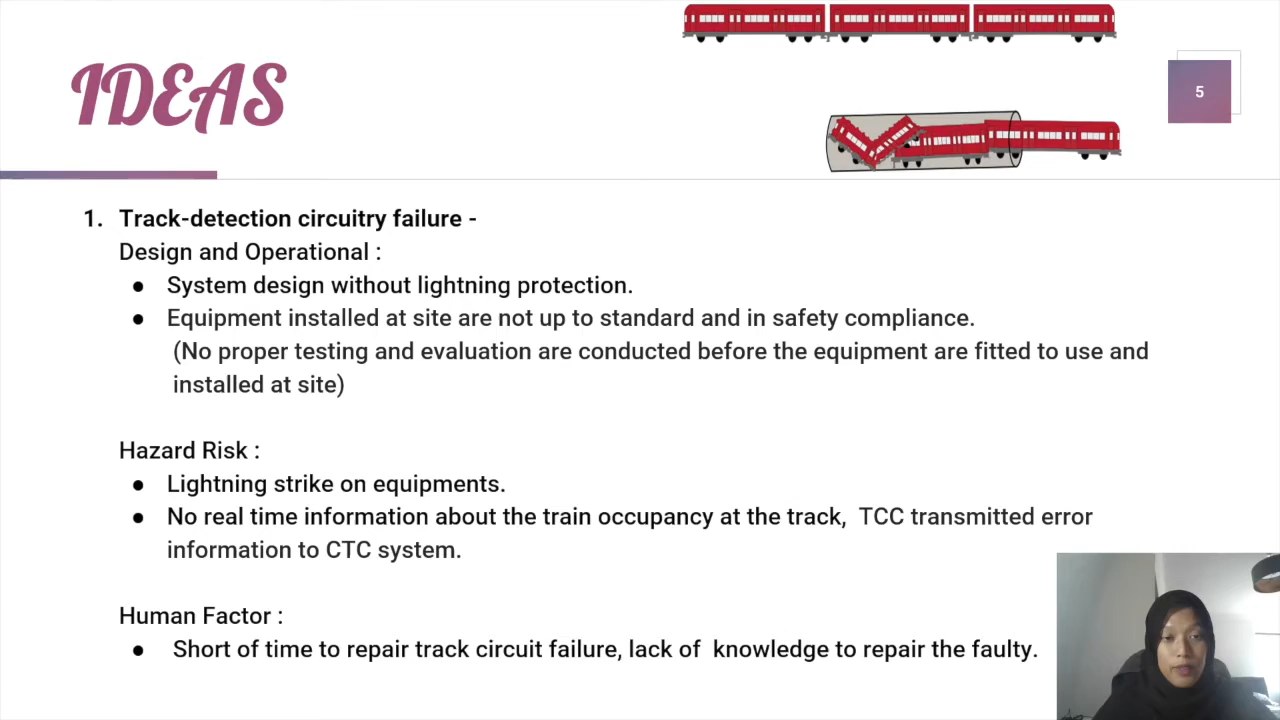 IDEAS
5
1. Track-detection circuitry failure -
Design and Operational :
● System design without lightning protection.
● Equipment installed at site are not up to standard and in safety compliance.
(No proper testing and evaluation are conducted before the equipment are fitted to use and
installed at site)
Hazard Risk :
● Lightning strike on equipments.
● No real time information about the train occupancy at the track, TCC transmitted error
information to CTC system.
Human Factor :
● Short of time to repair track circuit failure, lack of knowledge to repair the faulty.